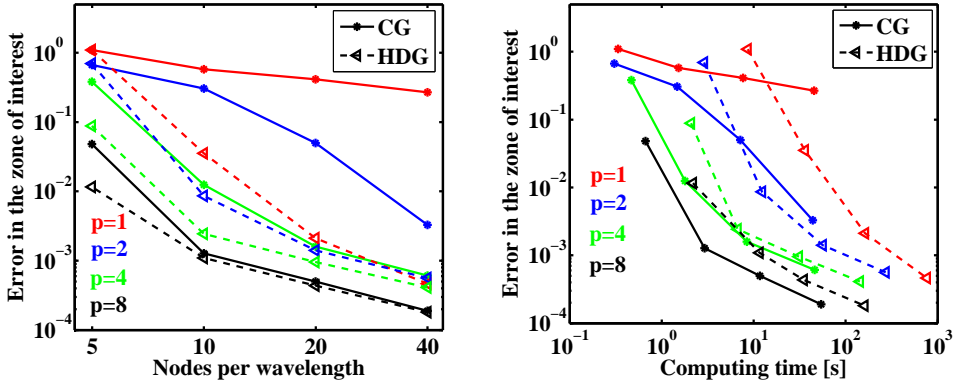 CG
HDG
10^0
10^-1
10^-2
10^-3
10^-4
Error in the zone of interest
p=1
p=2
p=4
p=8
5
10
20
40
Nodes per wavelength
CG
HDG
10^0
10^-1
10^-2
10^-3
10^-4
Error in the zone of interest
p=1
p=2
p=4
p=8
10^-1
10^0
10^1
10^2
10^3
Computing time [s]